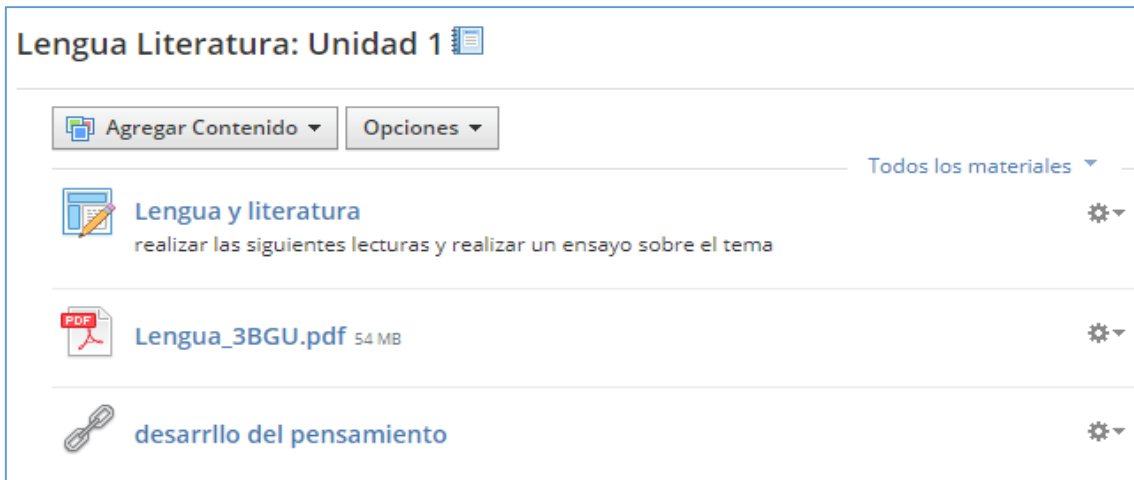 Lengua Literatura: Unidad 1
Agregar Contenido
Opciones
Todos los materiales
Lengua y literatura
realizar las siguientes lecturas y realizar un ensayo sobre el tema
PDF
Lengua_3BGU.pdf 54 MB
desarrllo del pensamiento